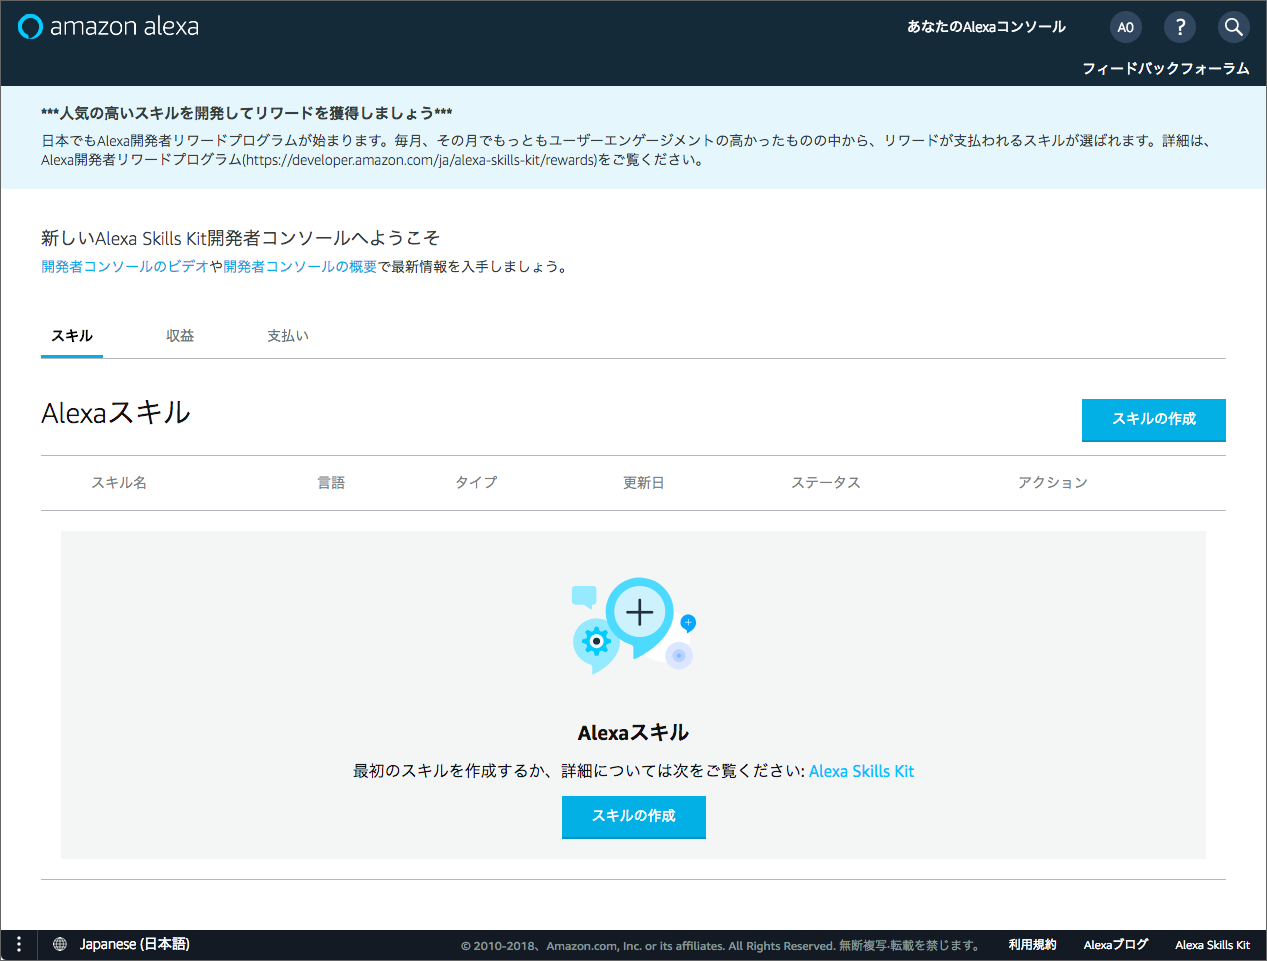 amazon alexa
あなたのAlexaコンソール
AO
?
フィードバックフォーラム
***人気の高いスキルを開発してリワードを獲得しましょう***
日本でもAlexa開発者リワードプログラムが始まります。毎月、その月でもっともユーザーエンゲージメントの高かったものの中から、リワードが支払われるスキルが選ばれます。詳細は、
Alexa開発者リワードプログラム(https://developer.amazon.com/ja/alexa-skills-kit/rewards)をご覧ください。
新しいAlexa Skills Kit開発者コンソールへようこそ
開発者コンソールのビデオや開発者コンソールの概要で最新情報を入手しましょう。
スキル 収益 支払い
Alexaスキル
スキルの作成
スキル名 言語 タイプ 更新日 ステータス アクション
Alexaスキル
最初のスキルを作成するか、詳細については次をご覧ください: Alexa Skills Kit
スキルの作成
Japanese (日本語)
© 2010-2018、Amazon.com, Inc. or its affiliates. All Rights Reserved. 無断複写·転載を禁じます。
利用規約 Alexaブログ Alexa Skills Kit